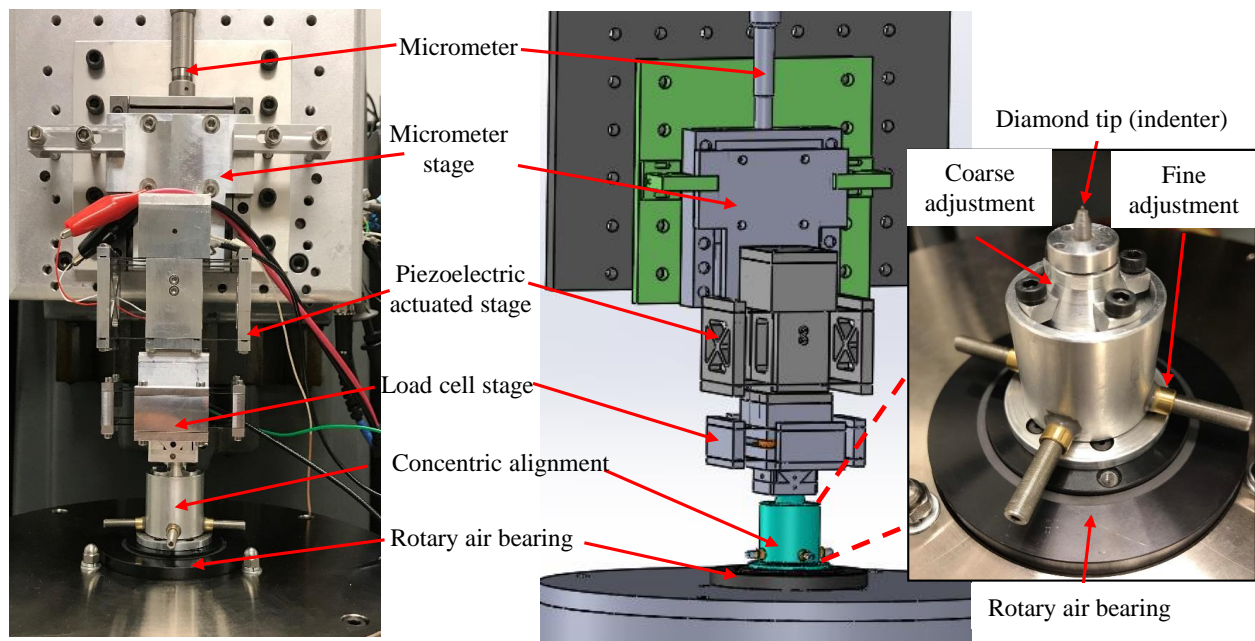 Micrometer
Micrometer
stage
Piezoelectric
actuated stage
Load cell stage
Concentric alignment
Rotary air bearing
Diamond tip (indenter)
Coarse
adjustment
Fine
adjustment
Rotary air bearing